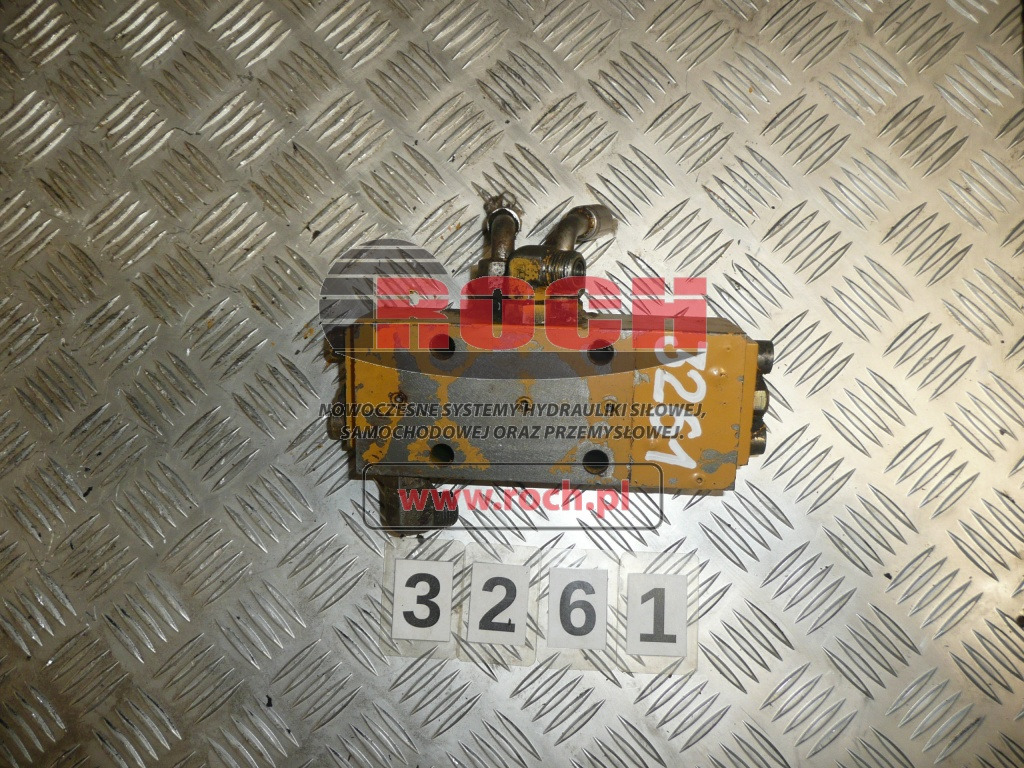 ROCH
NOWOCZESNE SYSTEMY HYDRAULIKI SIŁOWEJ,
SAMOCHODOWEJ ORAZ PRZEMYSŁOWEJ.
www.roch.pl
3261
3261